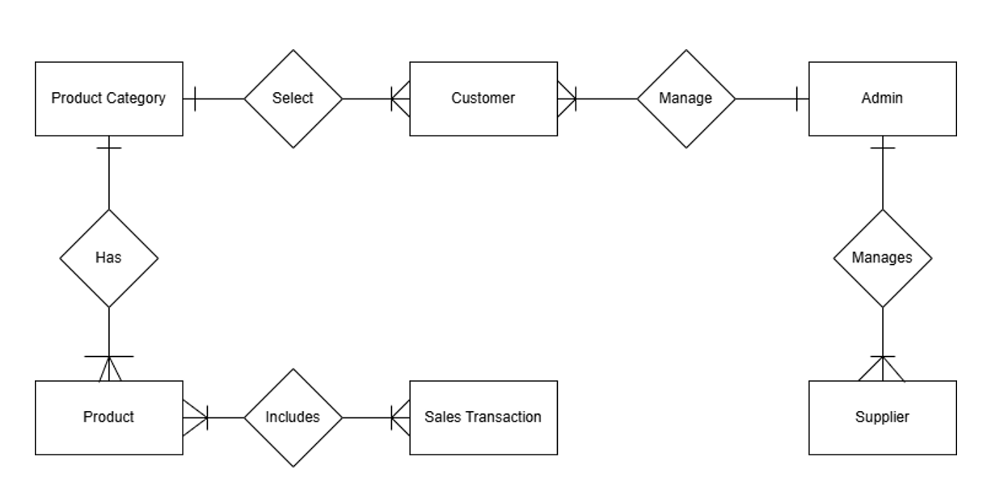 Product Category
Select
Customer
Manage
Admin
Has
Manages
Product
Includes
Sales Transaction
Supplier